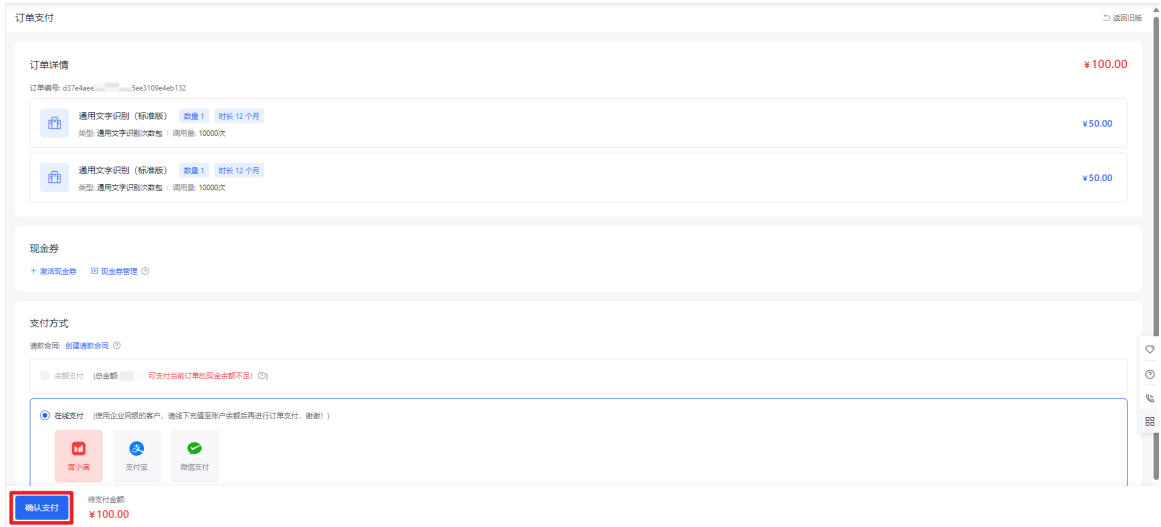 订单支付
返回旧版
订单详情
¥100.00
订单编号: d37e4aee 5ee3109e4eb132
通用文字识别（标准版） 数量 1 时长 12 个月
类型: 通用文字识别次数包 调用量: 10000次
¥50.00
通用文字识别（标准版） 数量 1 时长 12 个月
类型: 通用文字识别次数包 调用量: 10000次
¥50.00
现金券
+ 激活现金券 现金券管理
支付方式
请款合同: 创建请款合同
余额支付 (总金额: 可支付当前订单的现金余额不足! )
在线支付 (使用企业网银的客户，请线下充值至账户余额后再进行订单支付，谢谢！)
度小满 支付宝 微信支付
确认支付
待支付金额:
¥100.00